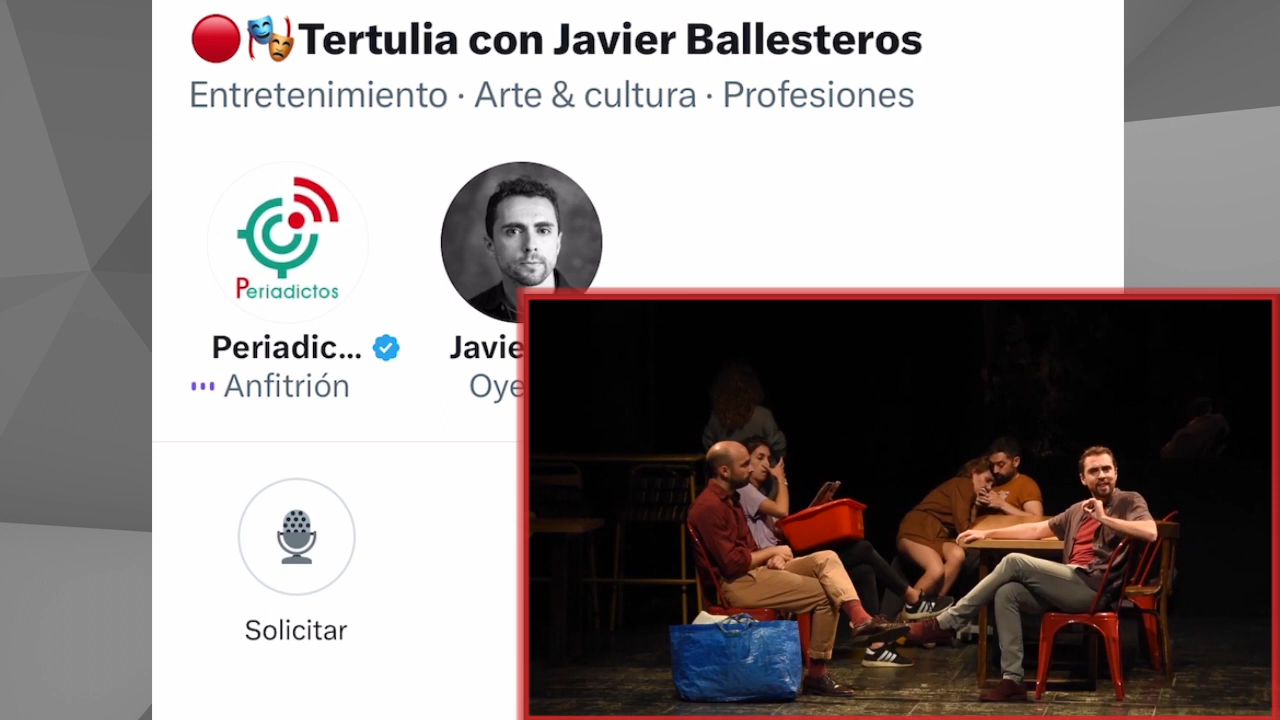 Tertulia con Javier Ballesteros
Entretenimiento · Arte & cultura · Profesiones
Periadictos
Periadic... Javie
Anfitrión Oye
Solicitar